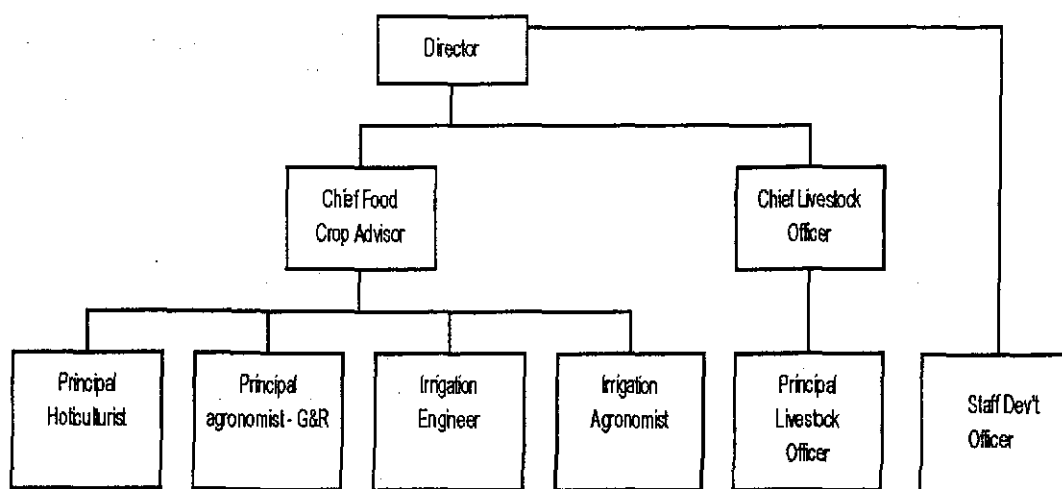 Director
Chief Food
Crop Advisor
Chief Livestock
Officer
Principal
Hoticulturist
Principal
agronomist - G&R
Irrigation
Engineer
Irrigation
Agronomist
Principal
Livestock
Officer
Staff Dev't
Officer